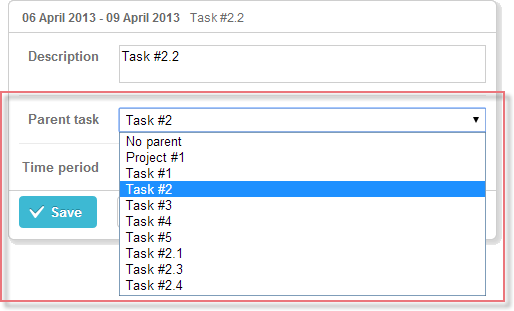 06 April 2013 - 09 April 2013 Task #2.2
Description
Task #2.2
Parent task
Task #2
No parent
Project #1
Task #1
Task #2
Task #3
Task #4
Task #5
Task #2.1
Task #2.3
Task #2.4
Time period
Save